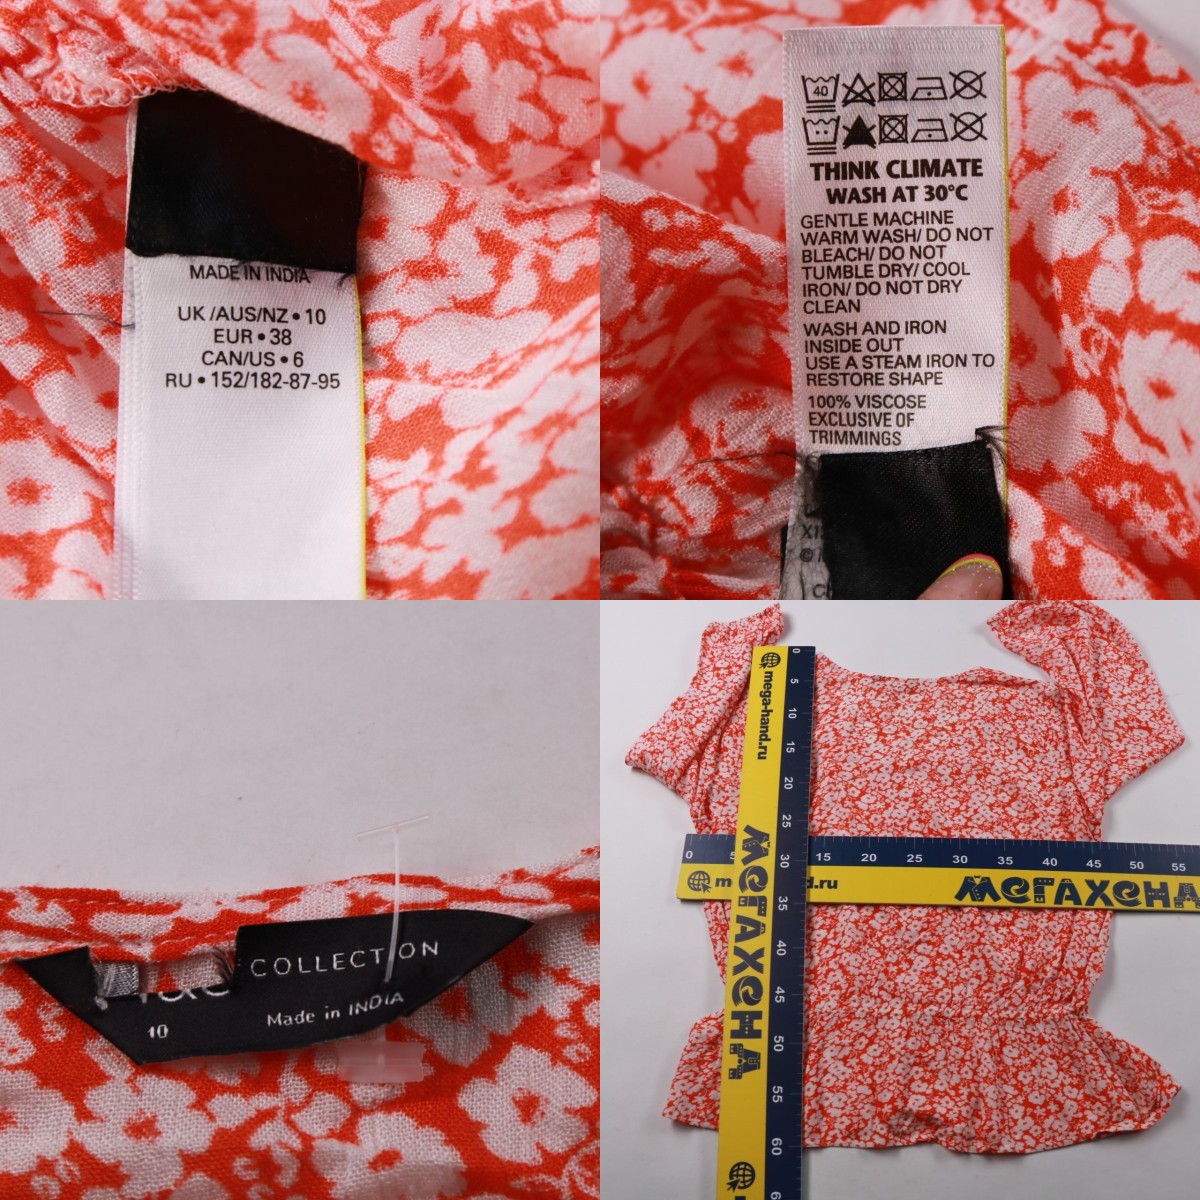 MADE IN INDIA
UK /AUS/NZ • 10
EUR • 38
CAN/US • 6
RU • 152/182-87-95
40
THINK CLIMATE
WASH AT 30°C
GENTLE MACHINE
WARM WASH/ DO NOT
BLEACH/ DO NOT
TUMBLE DRY/ COOL
IRON/ DO NOT DRY
CLEAN
WASH AND IRON
INSIDE OUT
USE A STEAM IRON TO
RESTORE SHAPE
100% VISCOSE
EXCLUSIVE OF
TRIMMINGS
COLLECTION
10
Made in INDIA
0 5 10 15 20 25 30 35 40 45 50 55 60
mega-hand.ru
МЕГАХЕНД
0 5 15 20 25 30 35 40 45 50 55
.ru
МЕГАХЕНД